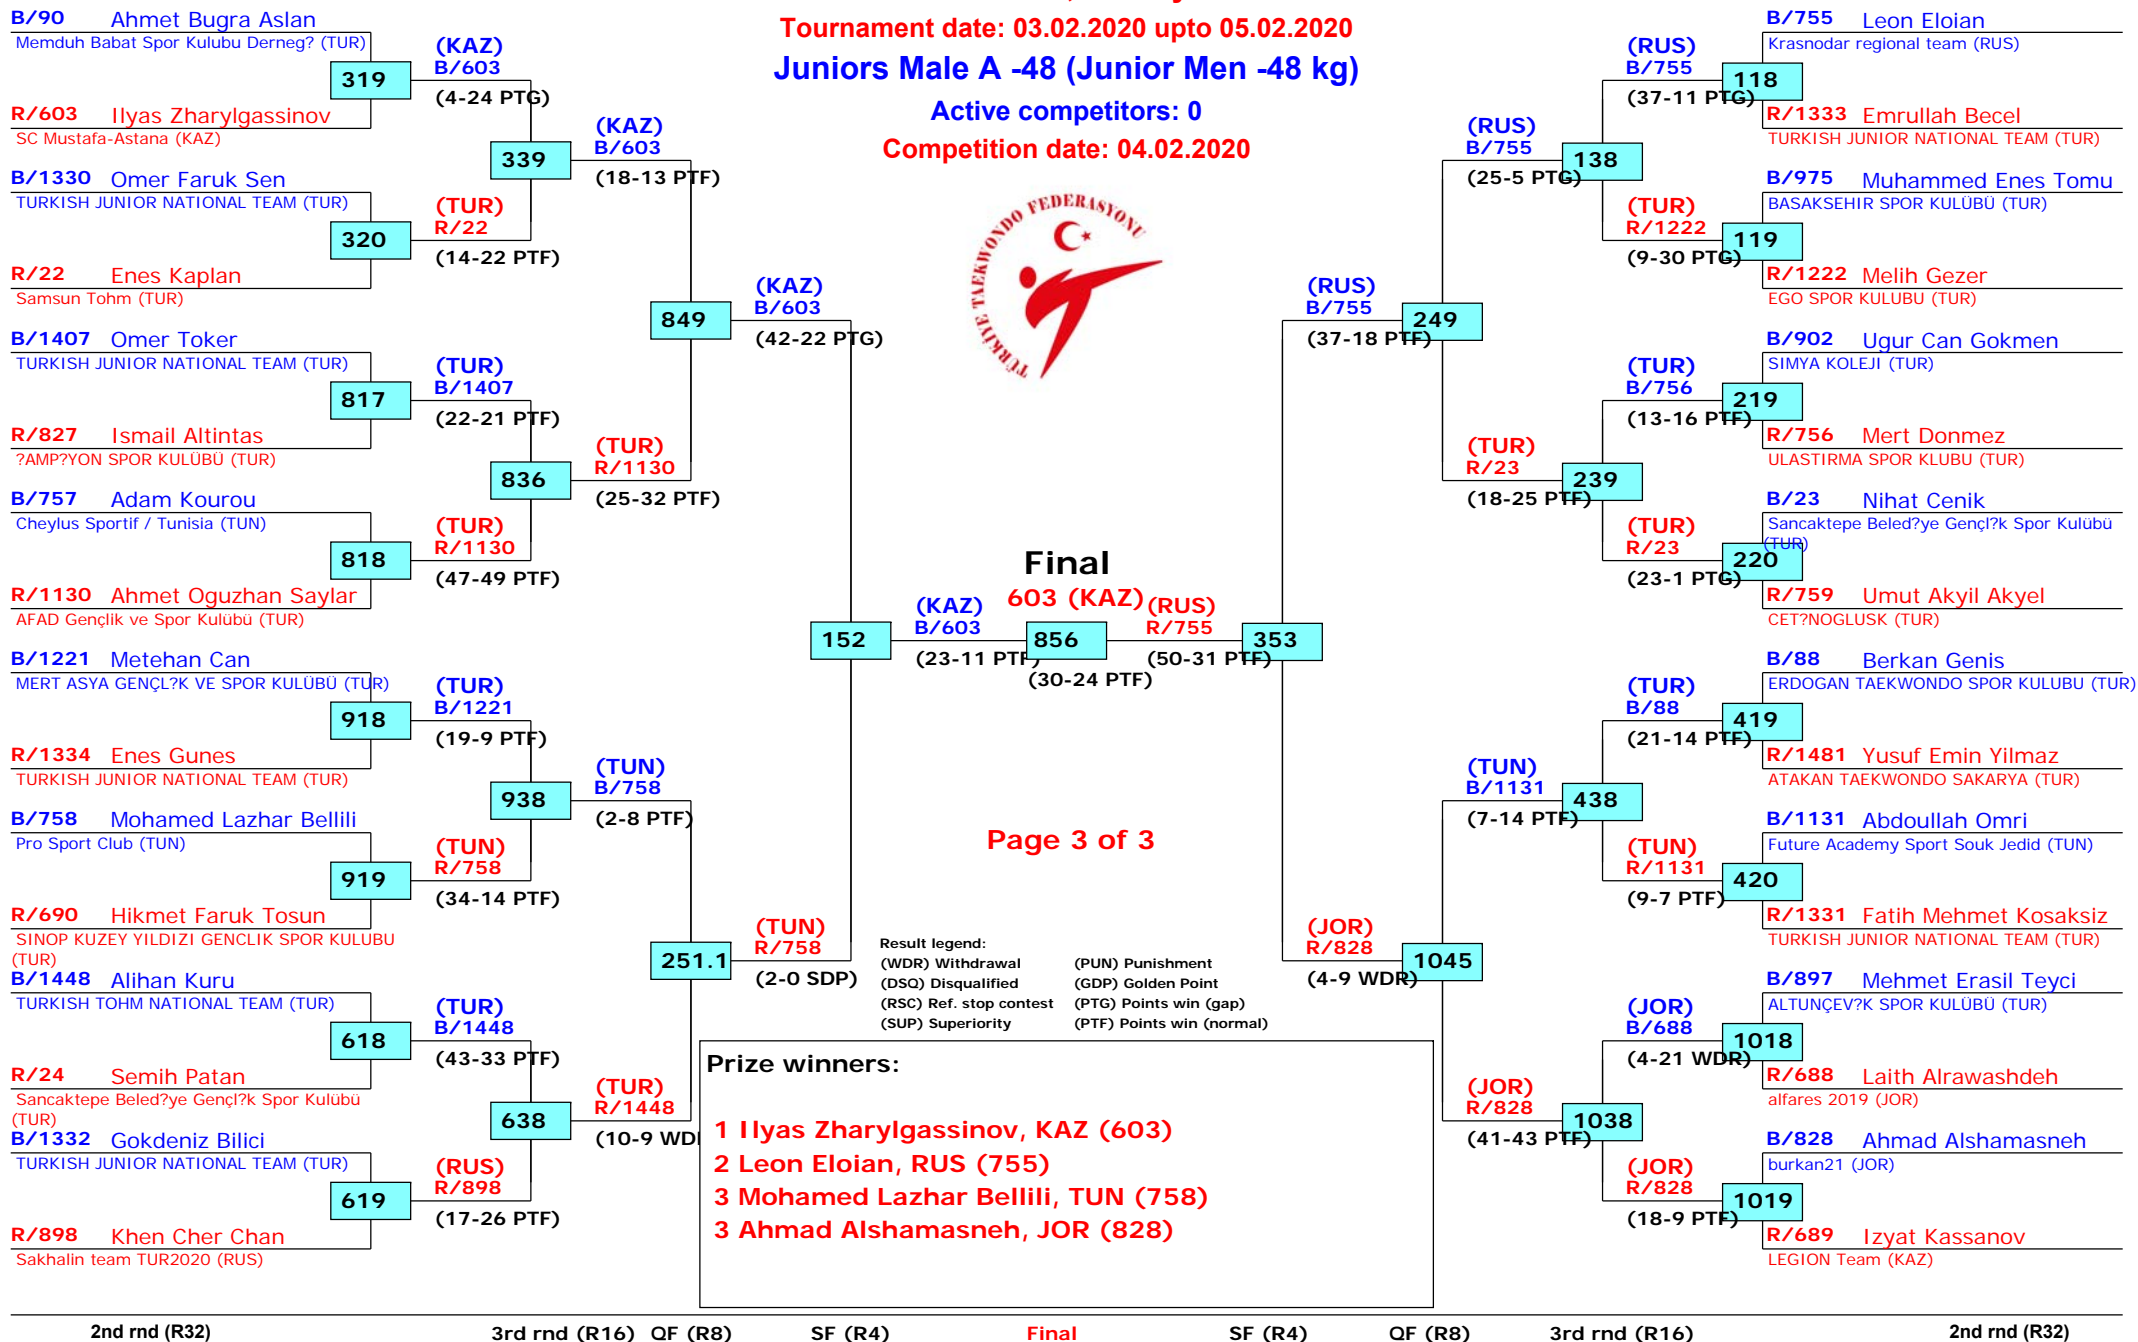 Tournament date: 03.02.2020 upto 05.02.2020
Juniors Male A -48 (Junior Men -48 kg)
Active competitors: 0
Competition date: 04.02.2020
TÜRKİYE TAEKWONDO FEDERASYONU
B/90 Ahmet Bugra Aslan
Memduh Babat Spor Kulubu Derneg? (TUR)
319
R/603 Ilyas Zharylgassinov
SC Mustafa-Astana (KAZ)
B/1330 Omer Faruk Sen
TURKISH JUNIOR NATIONAL TEAM (TUR)
320
R/22 Enes Kaplan
Samsun Tohm (TUR)
B/1407 Omer Toker
TURKISH JUNIOR NATIONAL TEAM (TUR)
817
R/827 Ismail Altintas
?AMP?YON SPOR KULÜBÜ (TUR)
B/757 Adam Kourou
Cheylus Sportif / Tunisia (TUN)
818
R/1130 Ahmet Oguzhan Saylar
AFAD Gençlik ve Spor Kulübü (TUR)
B/1221 Metehan Can
MERT ASYA GENÇL?K VE SPOR KULÜBÜ (TUR)
918
R/1334 Enes Gunes
TURKISH JUNIOR NATIONAL TEAM (TUR)
B/758 Mohamed Lazhar Bellili
Pro Sport Club (TUN)
919
R/690 Hikmet Faruk Tosun
SINOP KUZEY YILDIZI GENCLIK SPOR KULUBU
(TUR)
B/1448 Alihan Kuru
TURKISH TOHM NATIONAL TEAM (TUR)
618
R/24 Semih Patan
Sancaktepe Beled?ye Gençl?k Spor Kulübü
(TUR)
B/1332 Gokdeniz Bilici
TURKISH JUNIOR NATIONAL TEAM (TUR)
619
R/898 Khen Cher Chan
Sakhalin team TUR2020 (RUS)
(KAZ)
B/603
(4-24 PTG)
339
(TUR)
R/22
(14-22 PTF)
(TUR)
B/1407
(22-21 PTF)
836
(TUR)
R/1130
(47-49 PTF)
(TUR)
B/1221
(19-9 PTF)
938
(TUN)
R/758
(34-14 PTF)
(TUR)
B/1448
(43-33 PTF)
638
(RUS)
R/898
(17-26 PTF)
(KAZ)
B/603
(18-13 PTF)
849
(TUR)
R/1130
(25-32 PTF)
(TUN)
B/758
(2-8 PTF)
251.1
(TUR)
R/1448
(10-9 WD
(KAZ)
B/603
(42-22 PTG)
152
(TUN)
R/758
(2-0 SDP)
(KAZ)
B/603
(23-11 PTF)
Final
603 (KAZ)
856
(30-24 PTF)
(RUS)
R/755
(50-31 PTF)
353
(RUS)
B/755
(37-18 PTF)
249
(JOR)
R/828
(4-9 WDR)
1045
(RUS)
B/755
(25-5 PTG)
138
(TUR)
R/23
(18-25 PTF)
239
(TUN)
B/1131
(7-14 PTF)
438
(JOR)
R/828
(41-43 PTF)
1038
(RUS)
B/755
(37-11 PTG)
(TUR)
R/1222
(9-30 PTG)
(TUR)
B/756
(13-16 PTF)
(TUR)
R/23
(23-1 PTG)
(TUR)
B/88
(21-14 PTF)
(TUN)
R/1131
(9-7 PTF)
(JOR)
B/688
(4-21 WDR)
(JOR)
R/828
(18-9 PTF)
B/755 Leon Eloian
Krasnodar regional team (RUS)
118
R/1333 Emrullah Becel
TURKISH JUNIOR NATIONAL TEAM (TUR)
B/975 Muhammed Enes Tomu
BASAKSEHIR SPOR KULÜBÜ (TUR)
119
R/1222 Melih Gezer
EGO SPOR KULUBU (TUR)
B/902 Ugur Can Gokmen
SIMYA KOLEJI (TUR)
219
R/756 Mert Donmez
ULASTIRMA SPOR KLUBU (TUR)
B/23 Nihat Cenik
Sancaktepe Beled?ye Gençl?k Spor Kulübü
(TUR)
220
R/759 Umut Akyil Akyel
CET?NOGLUSK (TUR)
B/88 Berkan Genis
ERDOGAN TAEKWONDO SPOR KULUBU (TUR)
419
R/1481 Yusuf Emin Yilmaz
ATAKAN TAEKWONDO SAKARYA (TUR)
B/1131 Abdoullah Omri
Future Academy Sport Souk Jedid (TUN)
420
R/1331 Fatih Mehmet Kosaksiz
TURKISH JUNIOR NATIONAL TEAM (TUR)
B/897 Mehmet Erasil Teyci
ALTUNÇEV?K SPOR KULÜBÜ (TUR)
1018
R/688 Laith Alrawashdeh
alfares 2019 (JOR)
B/828 Ahmad Alshamasneh
burkan21 (JOR)
1019
R/689 Izyat Kassanov
LEGION Team (KAZ)
Page 3 of 3
Result legend:
(WDR) Withdrawal (PUN) Punishment
(DSQ) Disqualified (GDP) Golden Point
(RSC) Ref. stop contest (PTG) Points win (gap)
(SUP) Superiority (PTF) Points win (normal)
Prize winners:
1 Ilyas Zharylgassinov, KAZ (603)
2 Leon Eloian, RUS (755)
3 Mohamed Lazhar Bellili, TUN (758)
3 Ahmad Alshamasneh, JOR (828)
2nd rnd (R32) 3rd rnd (R16) QF (R8) SF (R4) Final SF (R4) QF (R8) 3rd rnd (R16) 2nd rnd (R32)